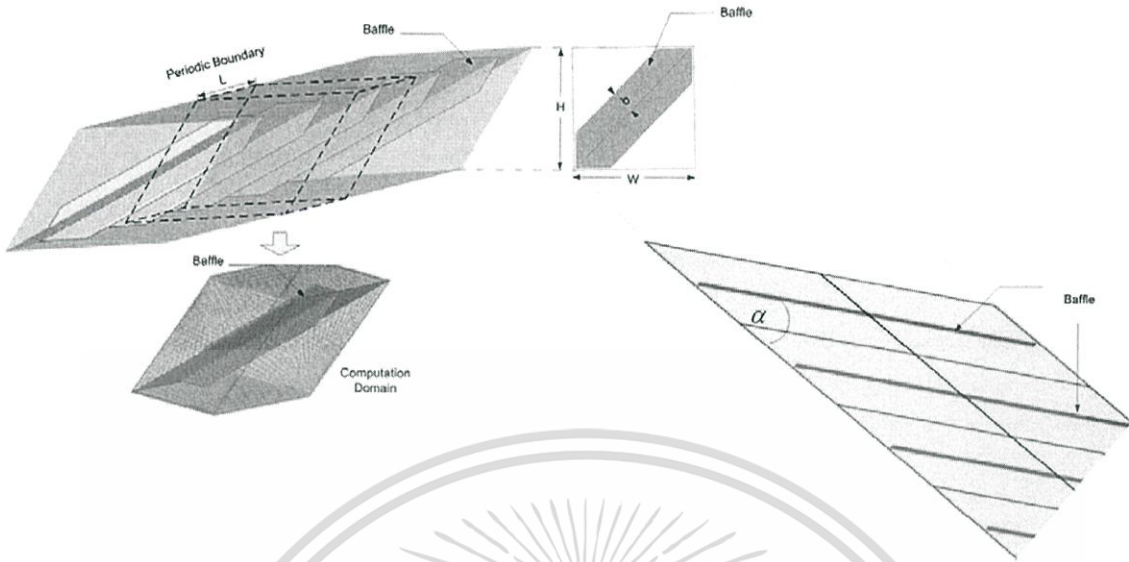 Baffle
Baffle
Periodic Boundary
L
H
b
W
Baffle
Baffle
α
Computation
Domain